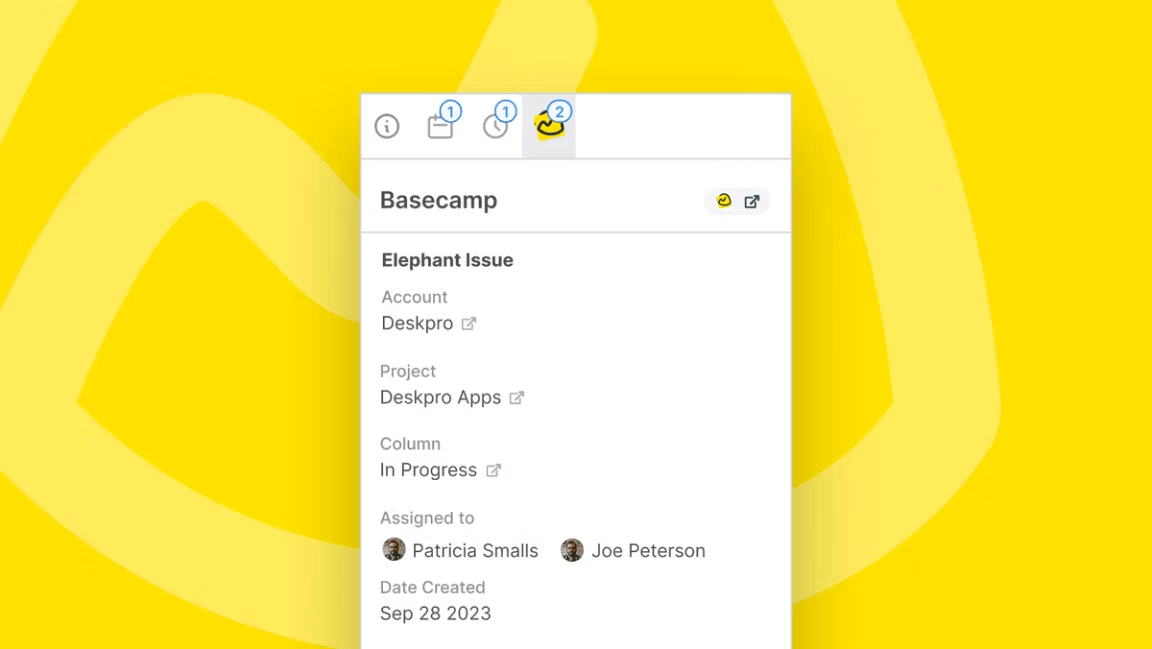 1 1 2
Basecamp
Elephant Issue
Account
Deskpro
Project
Deskpro Apps
Column
In Progress
Assigned to
Patricia Smalls Joe Peterson
Date Created
Sep 28 2023